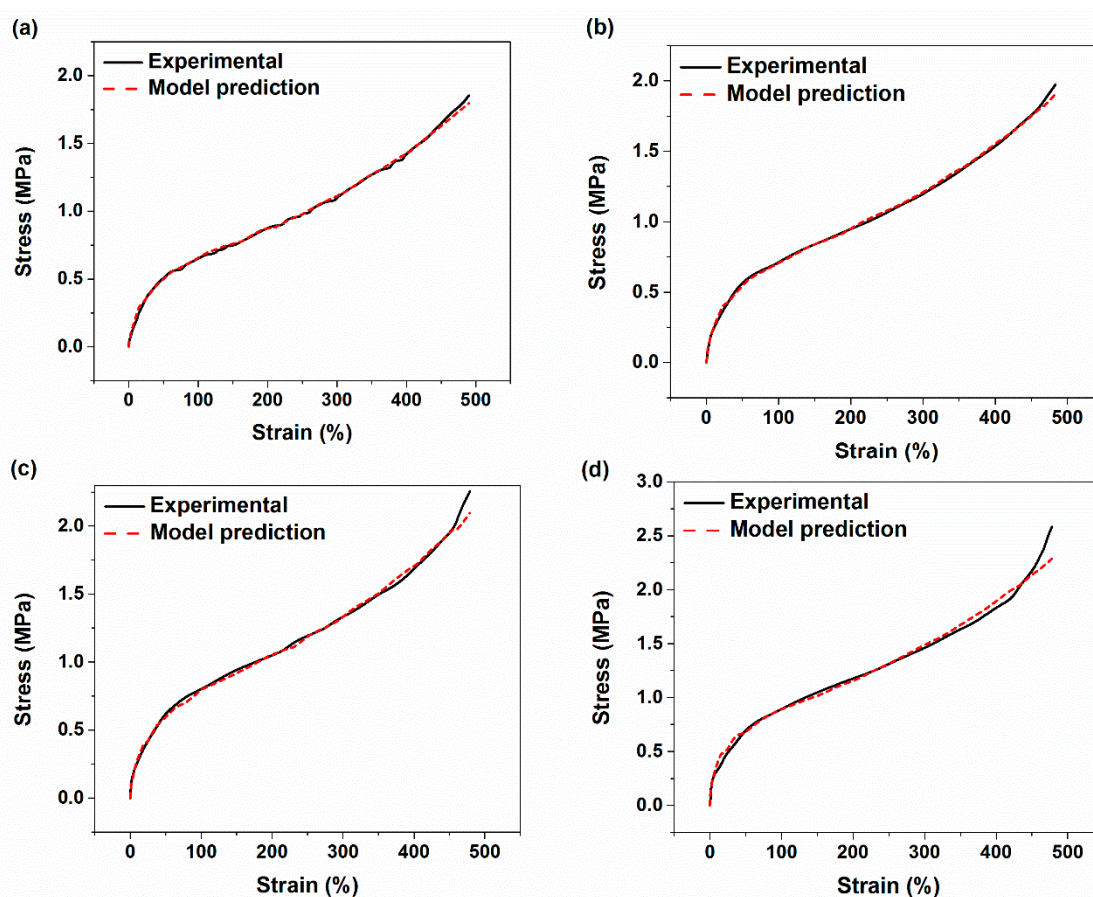 (a)
Experimental
Model prediction
2.0
1.5
1.0
0.5
0.0
Stress (MPa)
0 100 200 300 400 500
Strain (%)
(b)
Experimental
Model prediction
2.0
1.5
1.0
0.5
0.0
Stress (MPa)
0 100 200 300 400 500
Strain (%)
(c)
Experimental
Model prediction
2.0
1.5
1.0
0.5
0.0
Stress (MPa)
0 100 200 300 400 500
Strain (%)
(d)
3.0
Experimental
Model prediction
2.5
2.0
1.5
1.0
0.5
0.0
Stress (MPa)
0 100 200 300 400 500
Strain (%)